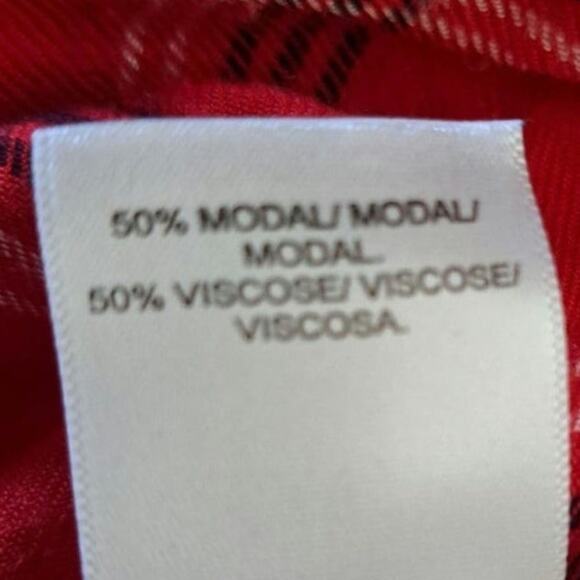 50% MODAL/ MODAL/
MODAL.
50% VISCOSE/ VISCOSE/
VISCOSA.